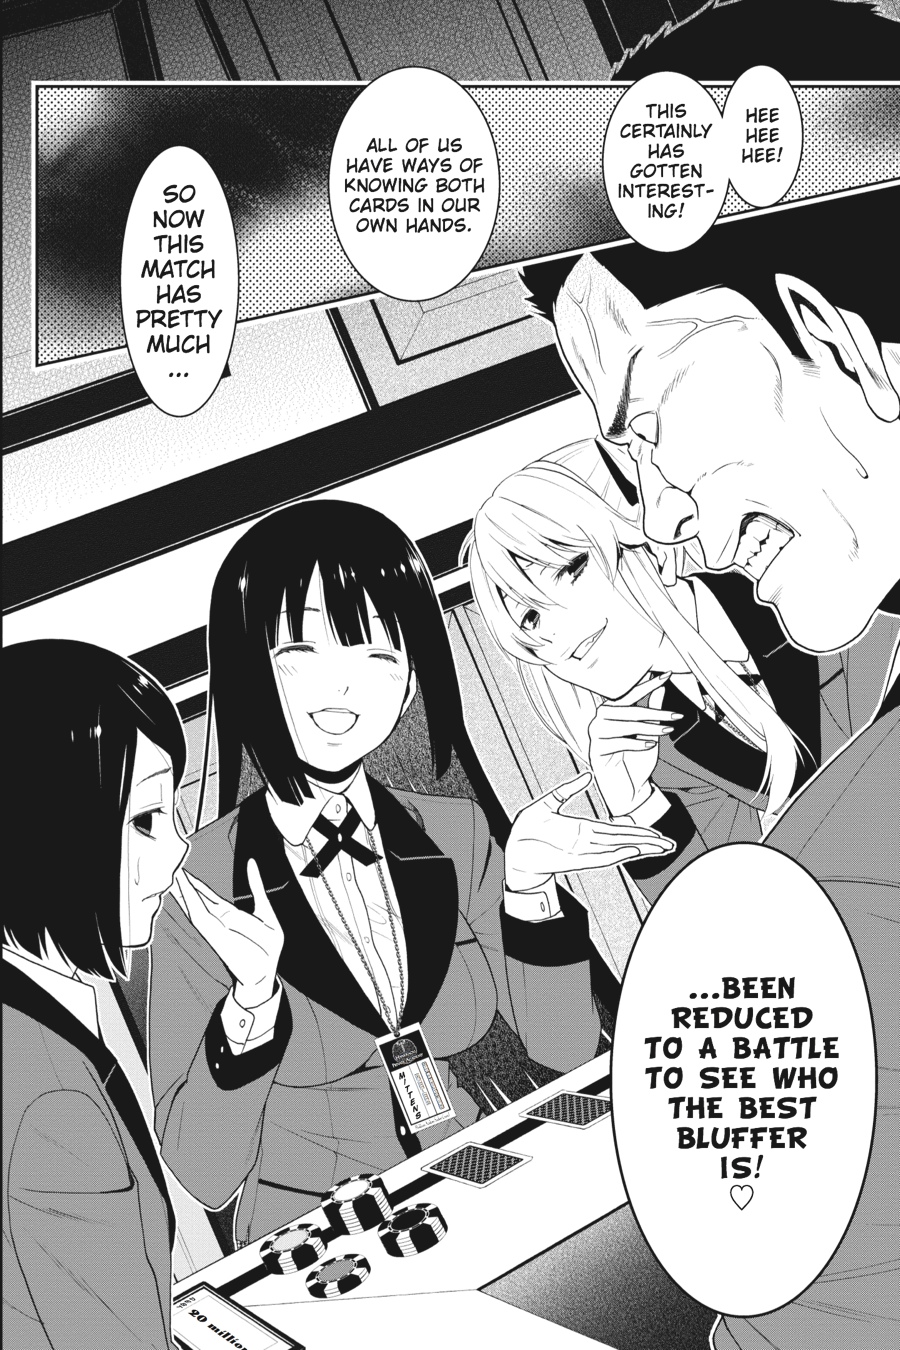 HEE
HEE
HEE!
THIS
CERTAINLY
HAS
GOTTEN
INTEREST-
ING!
ALL OF US
HAVE WAYS OF
KNOWING BOTH
CARDS IN OUR
OWN HANDS.
SO
NOW
THIS
MATCH
HAS
PRETTY
MUCH
...
...BEEN
REDUCED
TO A BATTLE
TO SEE WHO
THE BEST
BLUFFER
IS!
♡
MITTENS
20 million